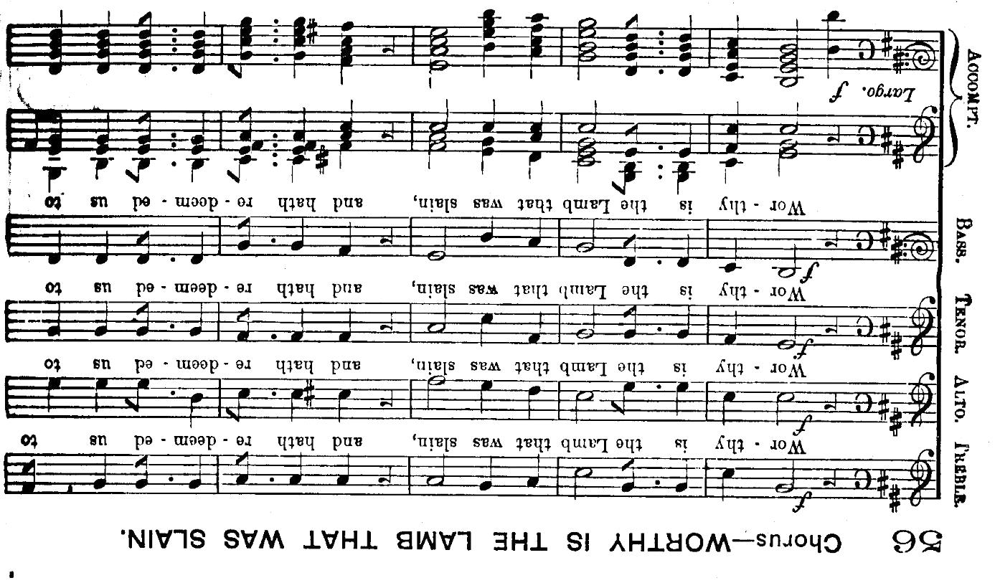 56 Chorus—WORTHY IS THE LAMB THAT WAS SLAIN.
TREBLE.
f
Wor - thy is the Lamb that was slain, and hath re - deem - ed us to
ALTO.
f
Wor - thy is the Lamb that was slain, and hath re - deem - ed us to
TENOR.
f
Wor - thy is the Lamb that was slain, and hath re - deem - ed us to
BASS.
f
Wor - thy is the Lamb that was slain, and hath re - deem - ed us to
ACCOMPT.
Largo. f